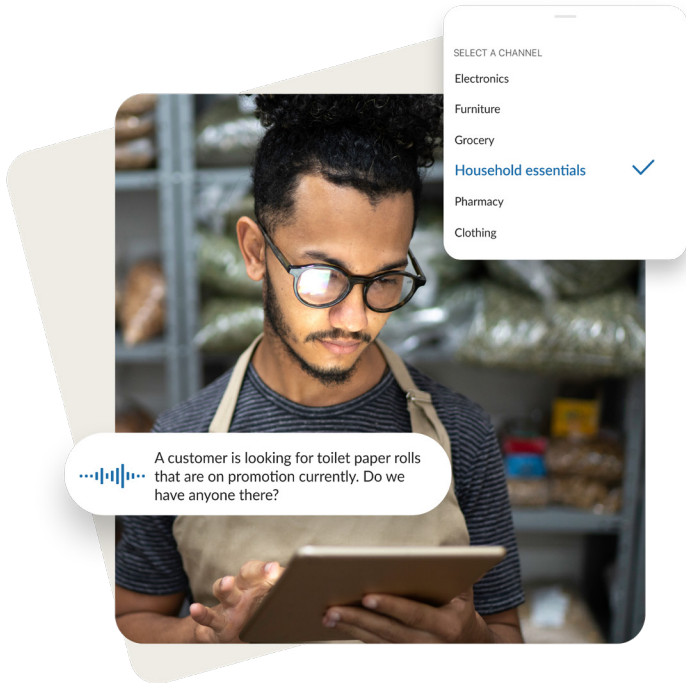 SELECT A CHANNEL
Electronics
Furniture
Grocery
Household essentials
Pharmacy
Clothing
A customer is looking for toilet paper rolls
that are on promotion currently. Do we
have anyone there?